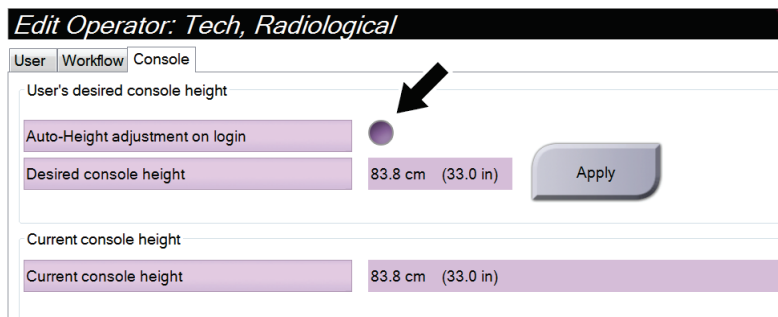 Edit Operator: Tech, Radiological
User Workflow Console
User's desired console height
Auto-Height adjustment on login
Desired console height 83.8 cm (33.0 in) Apply
Current console height
Current console height 83.8 cm (33.0 in)